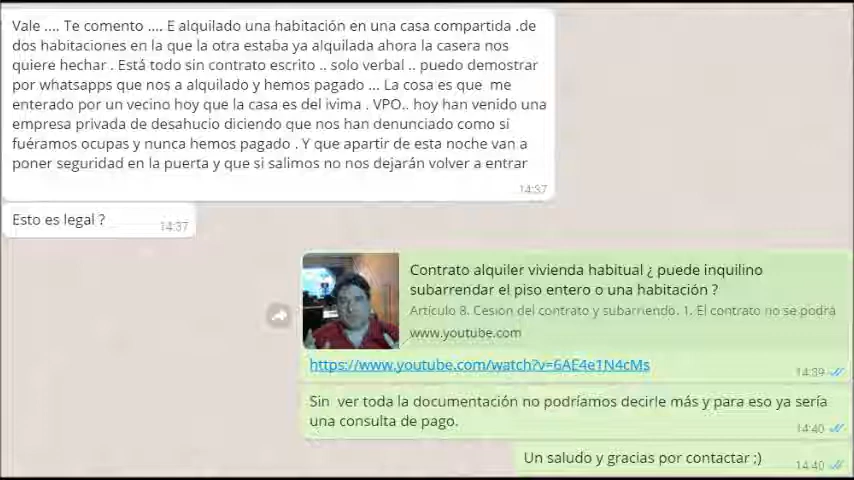 Vale .... Te comento .... E alquilado una habitación en una casa compartida .de
dos habitaciones en la que la otra estaba ya alquilada ahora la casera nos
quiere hechar . Está todo sin contrato escrito .. solo verbal .. puedo demostrar
por whatsapps que nos a alquilado y hemos pagado ... La cosa es que me
enterado por un vecino hoy que la casa es del ivima . VPO.. hoy han venido una
empresa privada de desahucio diciendo que nos han denunciado como si
fuéramos ocupas y nunca hemos pagado . Y que apartir de esta noche van a
poner seguridad en la puerta y que si salimos no nos dejarán volver a entrar
14:37
Esto es legal ?
14:37
Contrato alquiler vivienda habitual ¿ puede inquilino
subarrendar el piso entero o una habitación ?
Artículo 8. Cesión del contrato y subarriendo. 1. El contrato no se podrá
www.youtube.com
https://www.youtube.com/watch?v=6AE4e1N4cMs
14:39
Sin ver toda la documentación no podríamos decirle más y para eso ya sería
una consulta de pago.
14:40
Un saludo y gracias por contactar ;)
14:40